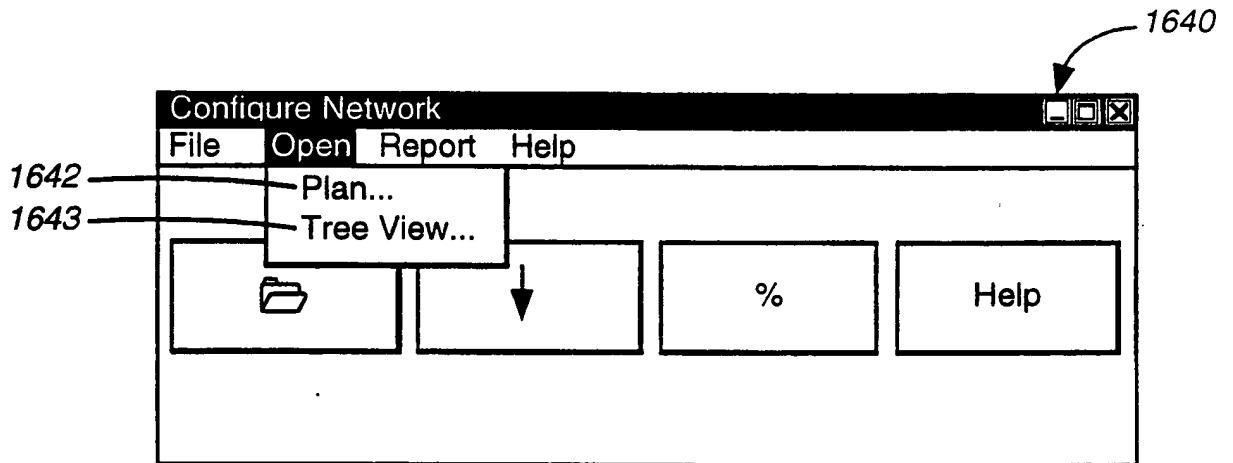 1640
Configure Network
File Open Report Help
1642
Plan...
1643
Tree View...
% Help